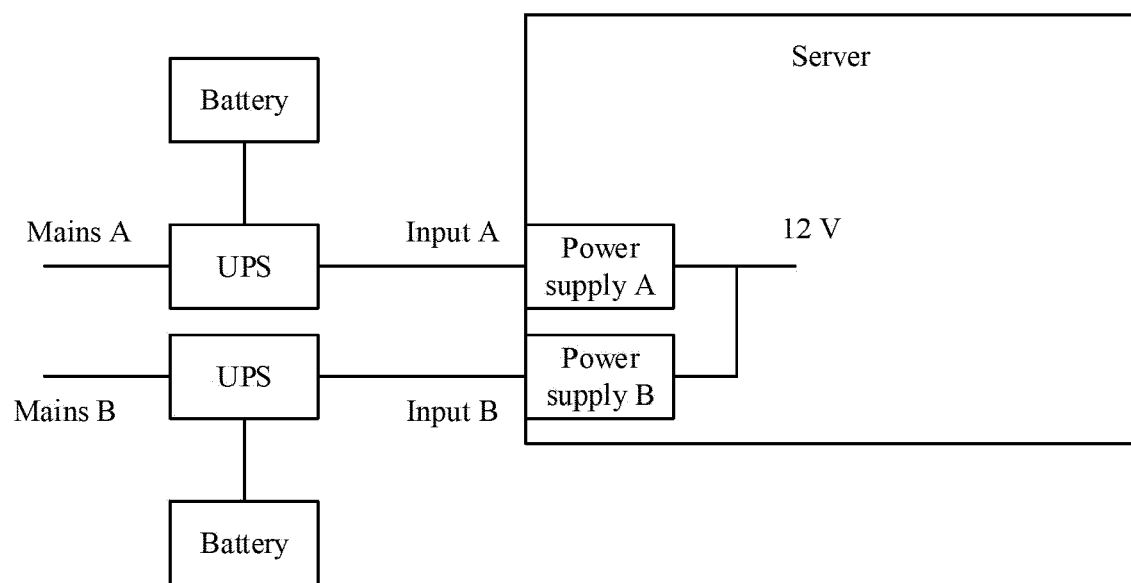 Server
Battery
Mains A
UPS
Input A
Power
supply A
12 V
Mains B
UPS
Input B
Power
supply B
Battery